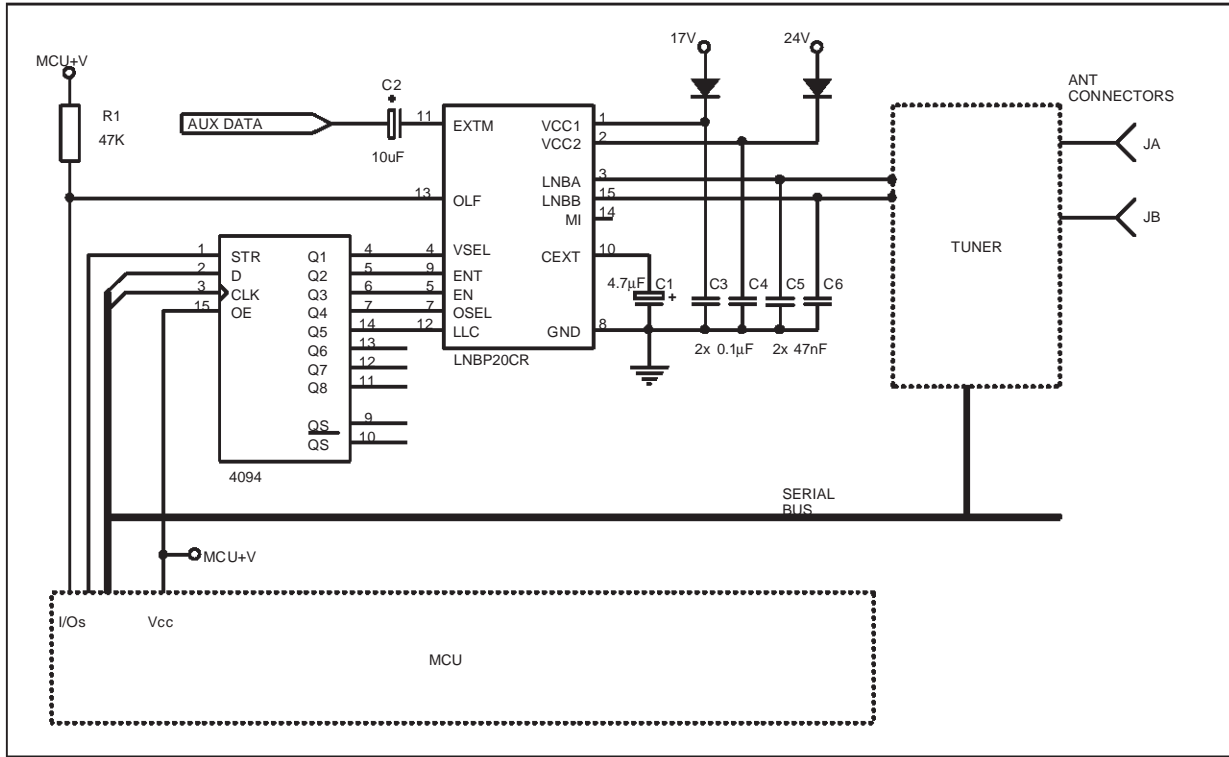 17V
24V
MCU+V
ANT
CONNECTORS
C2
+
R1
47K
AUX DATA
10uF
11
EXTM
VCC1
1
VCC2
2
JA
LNBA
3
13
OLF
LNBB
15
MI
14
JB
TUNER
1
STR
Q1
4
4
VSEL
CEXT
10
2
D
Q2
5
9
ENT
3
CLK
Q3
6
5
EN
4.7µF
C1
+
C3
C4
C5
C6
15
OE
Q4
7
7
OSEL
Q5
14
12
LLC
GND
8
Q6
13
2x 0.1µF
2x 47nF
Q7
12
LNBP20CR
Q8
11
QS
9
QS
10
4094
SERIAL
BUS
MCU+V
I/Os
Vcc
MCU